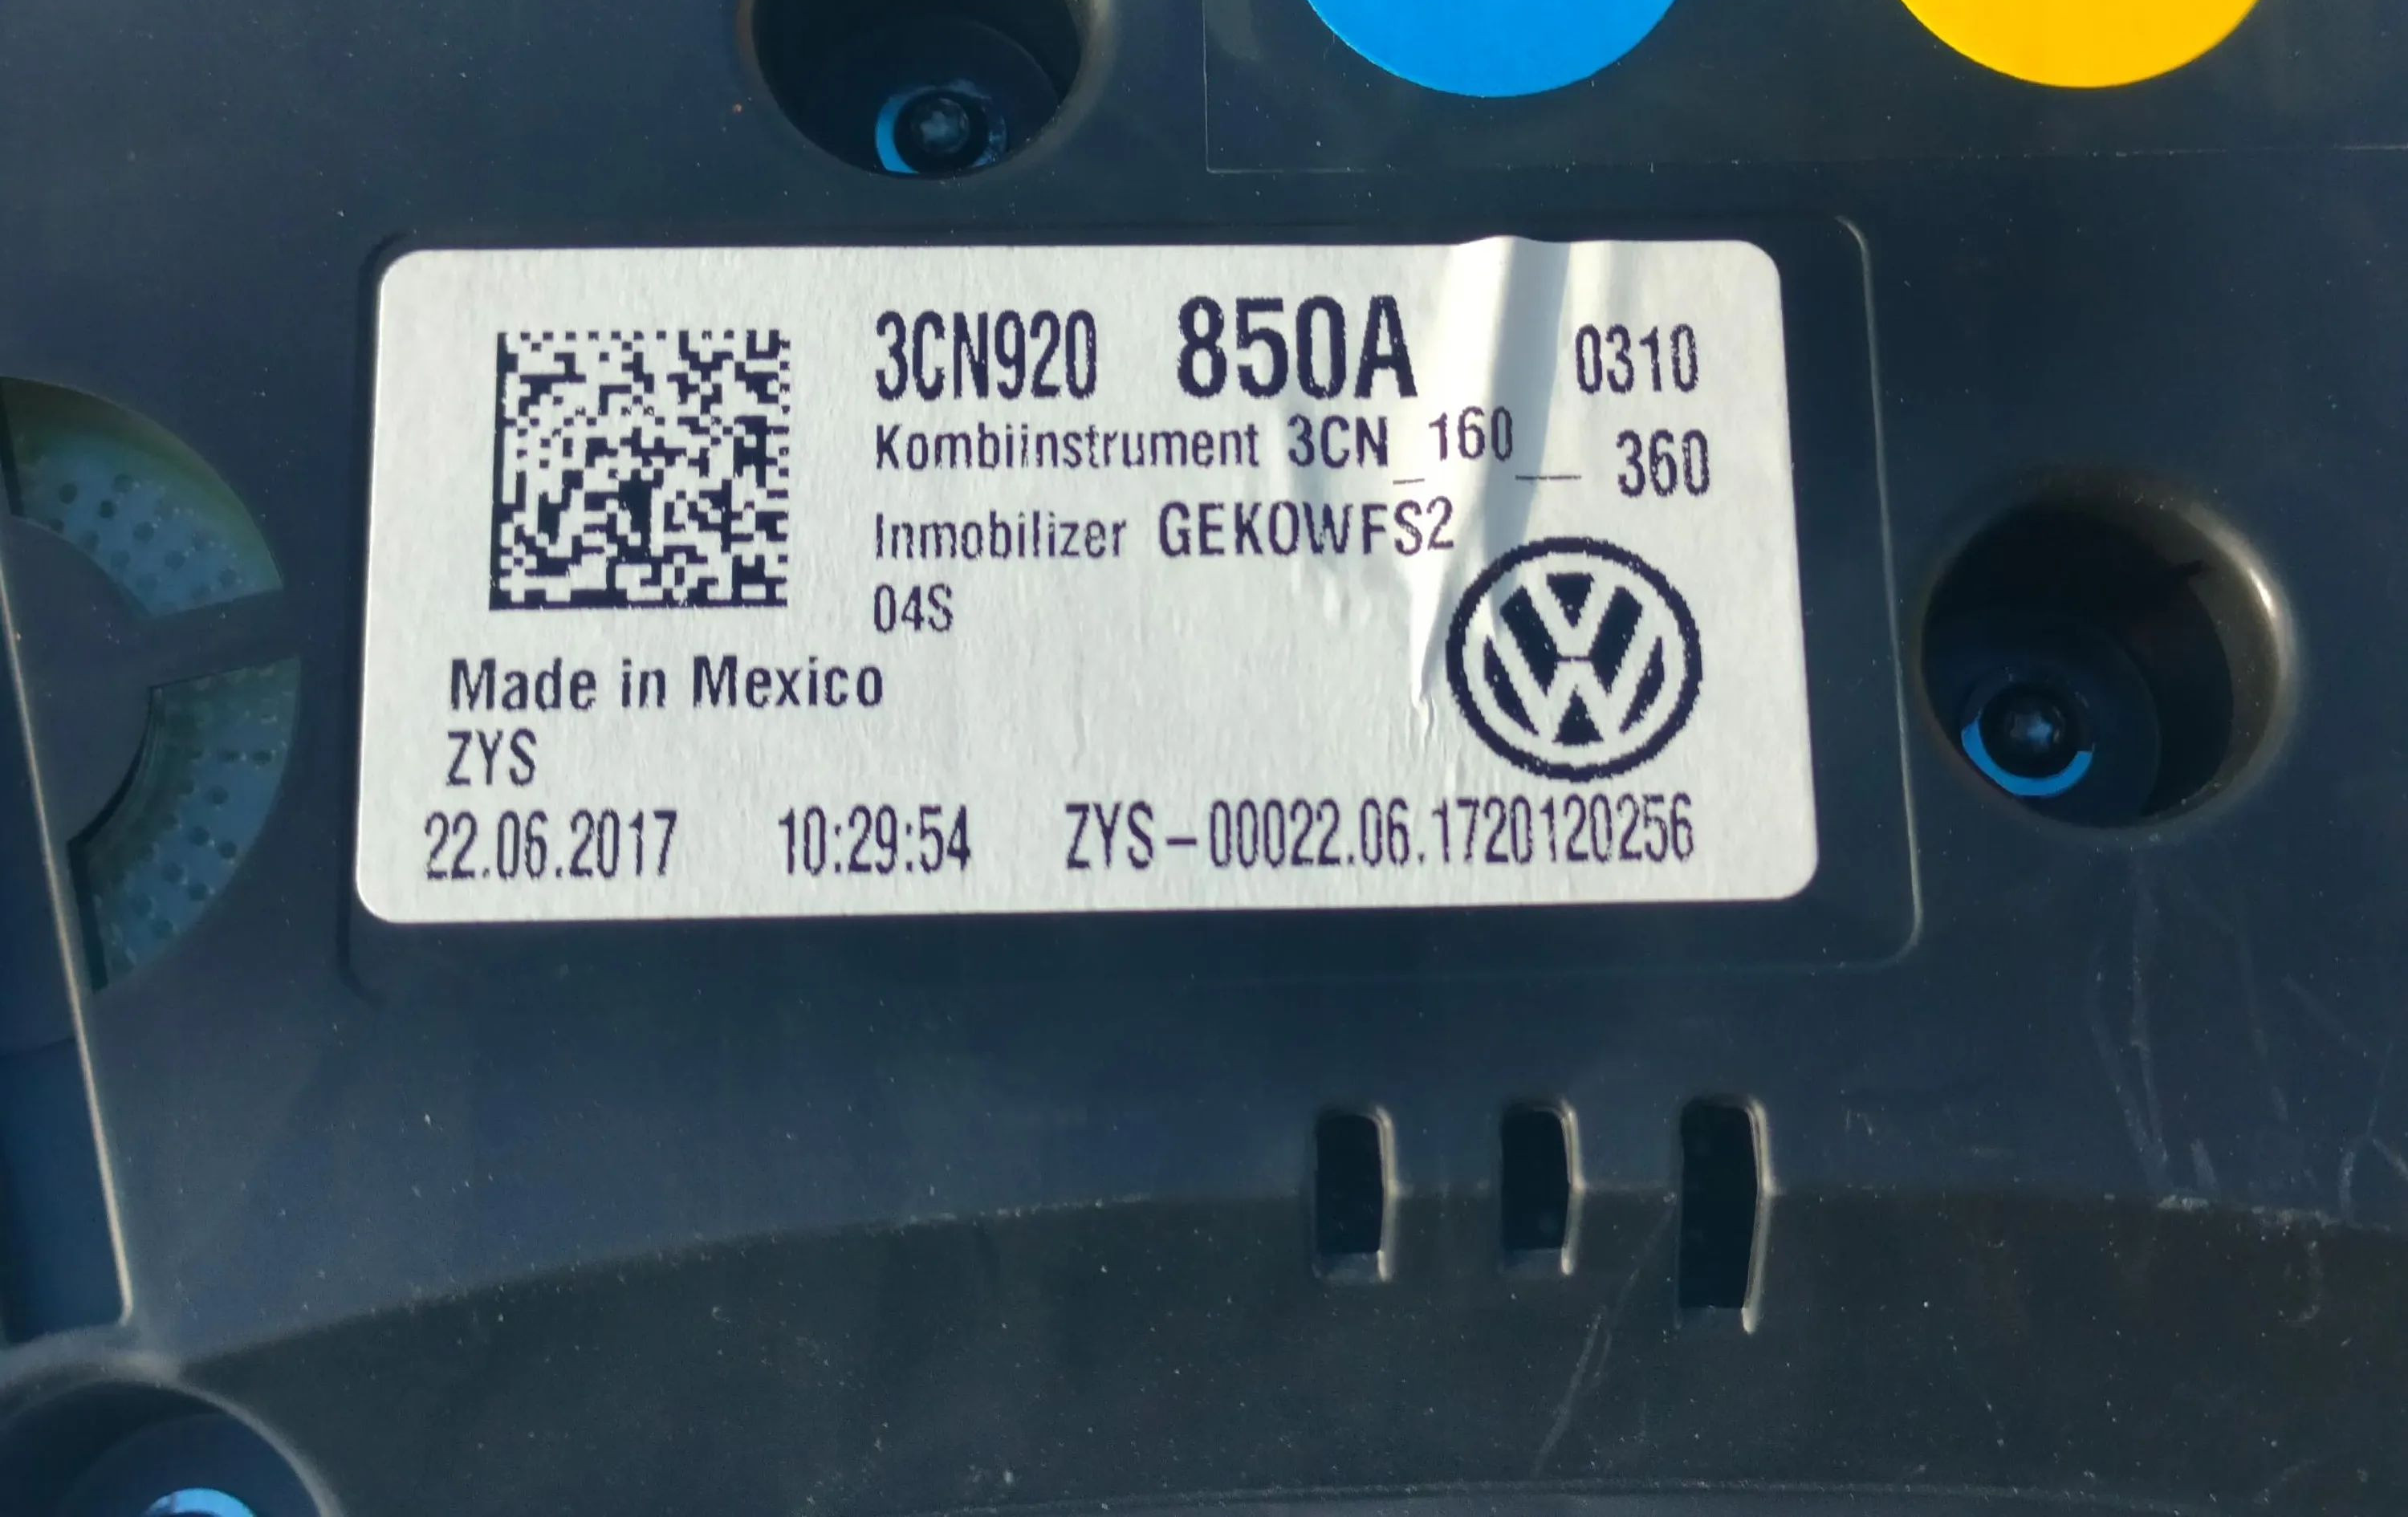 3CN920 850A 0310
Kombiinstrument 3CN_160__ 360
Inmobilizer GEKOWFS2
04S
Made in Mexico
ZYS
22.06.2017 10:29:54 ZYS-00022.06.1720120256